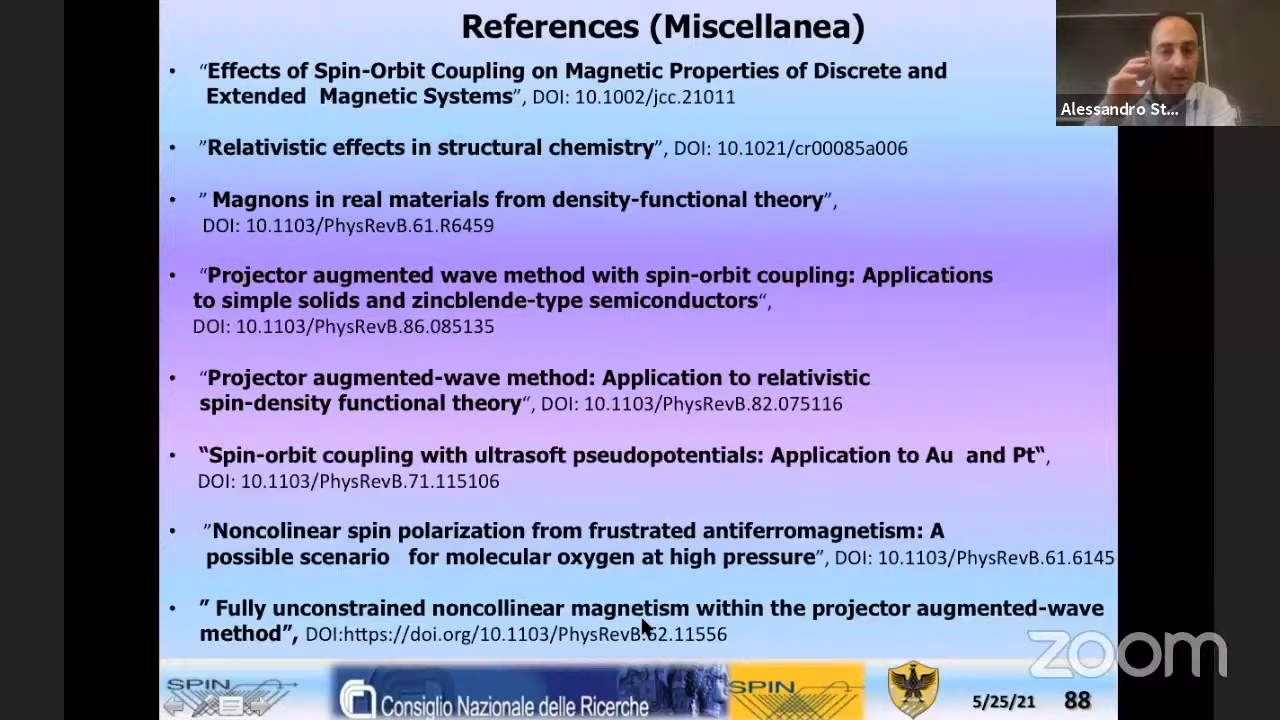 References (Miscellanea)
• “Effects of Spin-Orbit Coupling on Magnetic Properties of Discrete and
Extended Magnetic Systems”, DOI: 10.1002/jcc.21011
• ”Relativistic effects in structural chemistry”, DOI: 10.1021/cr00085a006
• ” Magnons in real materials from density-functional theory”,
DOI: 10.1103/PhysRevB.61.R6459
• “Projector augmented wave method with spin-orbit coupling: Applications
to simple solids and zincblende-type semiconductors“,
DOI: 10.1103/PhysRevB.86.085135
• “Projector augmented-wave method: Application to relativistic
spin-density functional theory“, DOI: 10.1103/PhysRevB.82.075116
• “Spin-orbit coupling with ultrasoft pseudopotentials: Application to Au and Pt“,
DOI: 10.1103/PhysRevB.71.115106
• ”Noncolinear spin polarization from frustrated antiferromagnetism: A
possible scenario for molecular oxygen at high pressure”, DOI: 10.1103/PhysRevB.61.6145
• ” Fully unconstrained noncollinear magnetism within the projector augmented-wave
method”, DOI:https://doi.org/10.1103/PhysRevB.62.11556
Alessandro St...
SPIN
Consiglio Nazionale delle Ricerche
SPIN
5/25/21 88
zoom